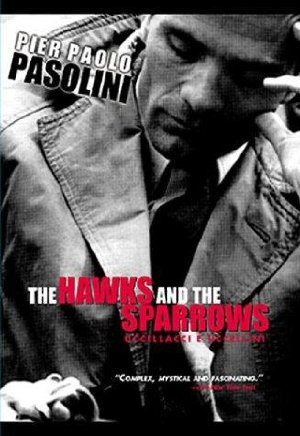 PIER PAOLO
PASOLINI
THE HAWKS AND THE
SPARROWS
UCCELLACCI E UCCELLINI
"COMPLEX, MYSTICAL AND FASCINATING."